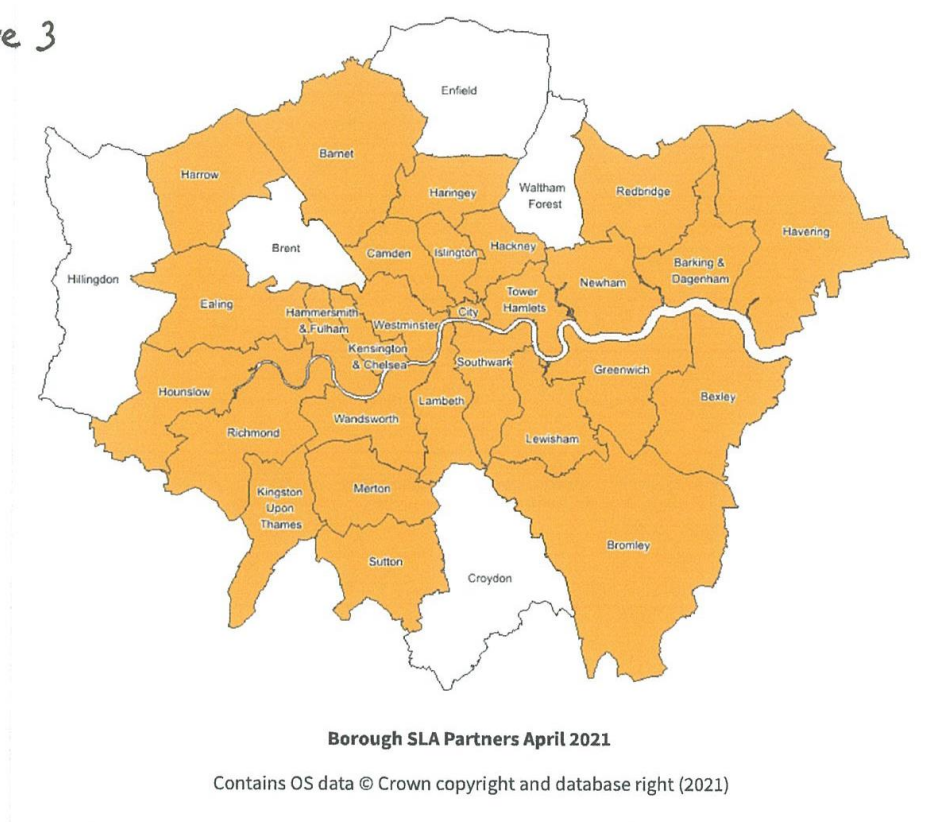 e 3
Enfield
Barnet
Harrow
Haringey
Waltham
Forest
Redbridge
Havering
Brent
Camden
Islington
Hackney
Hillingdon
Barking &
Dagenham
Newham
Tower
Hamlets
Ealing
Hammersmith
& Fulham
City
Westminster
Kensington
& Chelsea
Southwark
Greenwich
Hounslow
Lambeth
Bexley
Wandsworth
Richmond
Lewisham
Merton
Kingston
Upon
Thames
Bromley
Sutton
Croydon
Borough SLA Partners April 2021
Contains OS data © Crown copyright and database right (2021)